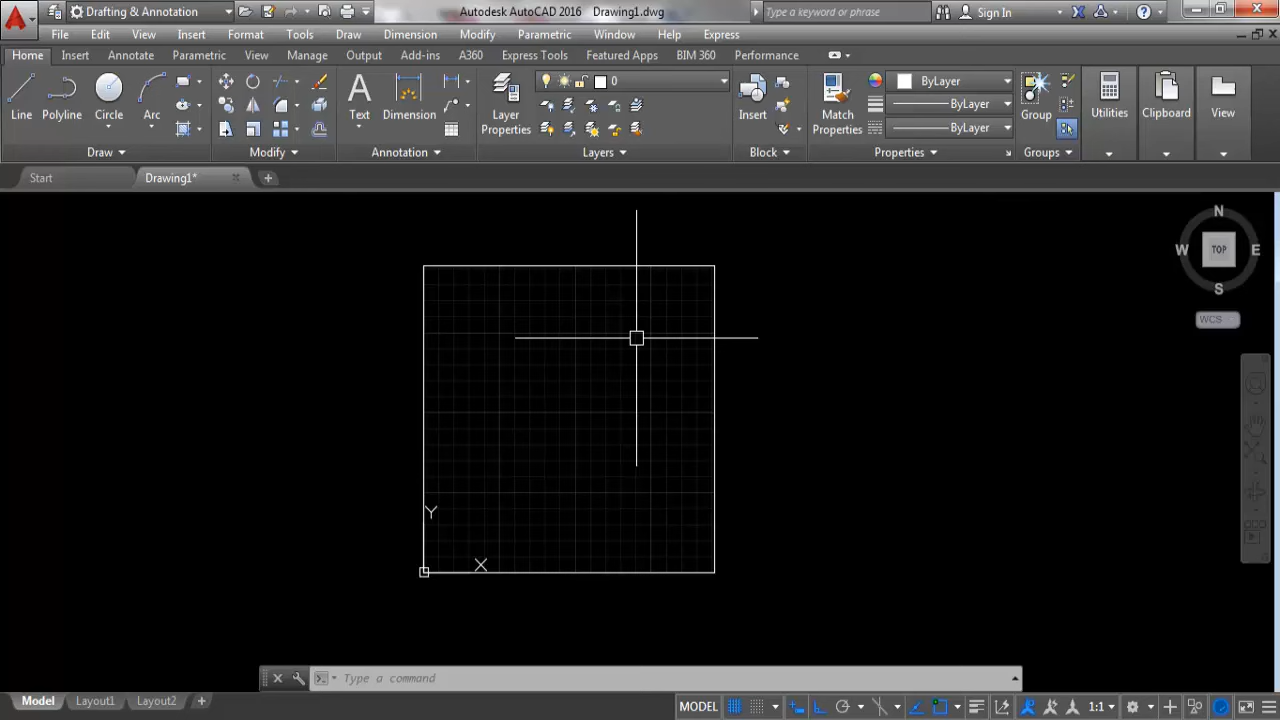 Drafting & Annotation
Autodesk AutoCAD 2016 Drawing1.dwg
Type a keyword or phrase
Sign In
File Edit View Insert Format Tools Draw Dimension Modify Parametric Window Help Express
Home Insert Annotate Parametric View Manage Output Add-ins A360 Express Tools Featured Apps BIM 360 Performance
Line Polyline Circle Arc
Text Dimension
Layer Properties
0
Insert
Match Properties
ByLayer
ByLayer
ByLayer
Group
Utilities
Clipboard
View
Draw Modify Annotation Layers Block Properties Groups
Start Drawing1* +
N
W TOP E
S
WCS
Y
X
Type a command
Model Layout1 Layout2 +
MODEL 1:1